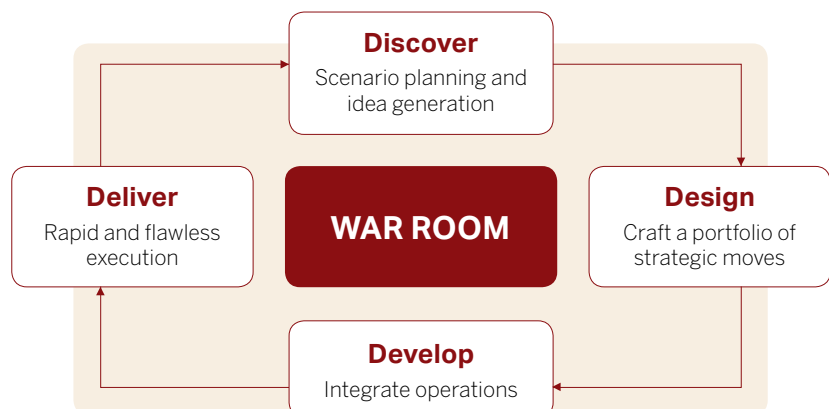 Discover
Scenario planning and
idea generation
Deliver
Rapid and flawless
execution
WAR ROOM
Design
Craft a portfolio of
strategic moves
Develop
Integrate operations